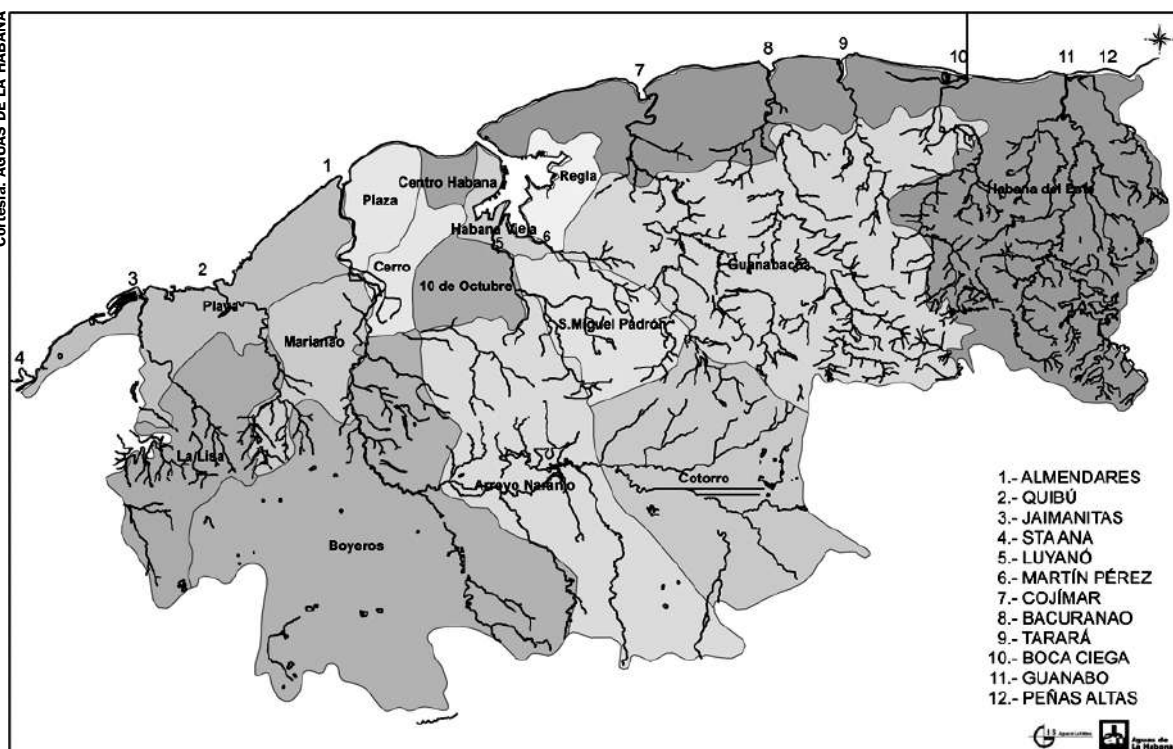 Cortesía: AGUAS DE LA HABANA
8
9
10
11
12
7
1
Centro Habana
Regla
Plaza
Habana del Este
Habana Vieja
5
6
3
2
Cerro
Guanabacoa
10 de Octubre
Playa
S.Miguel Padrón
Marianao
4
La Lisa
Cotorro
Arroyo Naranjo
Boyeros
1.- ALMENDARES
2.- QUIBÚ
3.- JAIMANITAS
4.- STA ANA
5.- LUYANÓ
6.- MARTÍN PÉREZ
7.- COJÍMAR
8.- BACURANAO
9.- TARARÁ
10.- BOCA CIEGA
11.- GUANABO
12.- PEÑAS ALTAS
Aguas de
La Habana